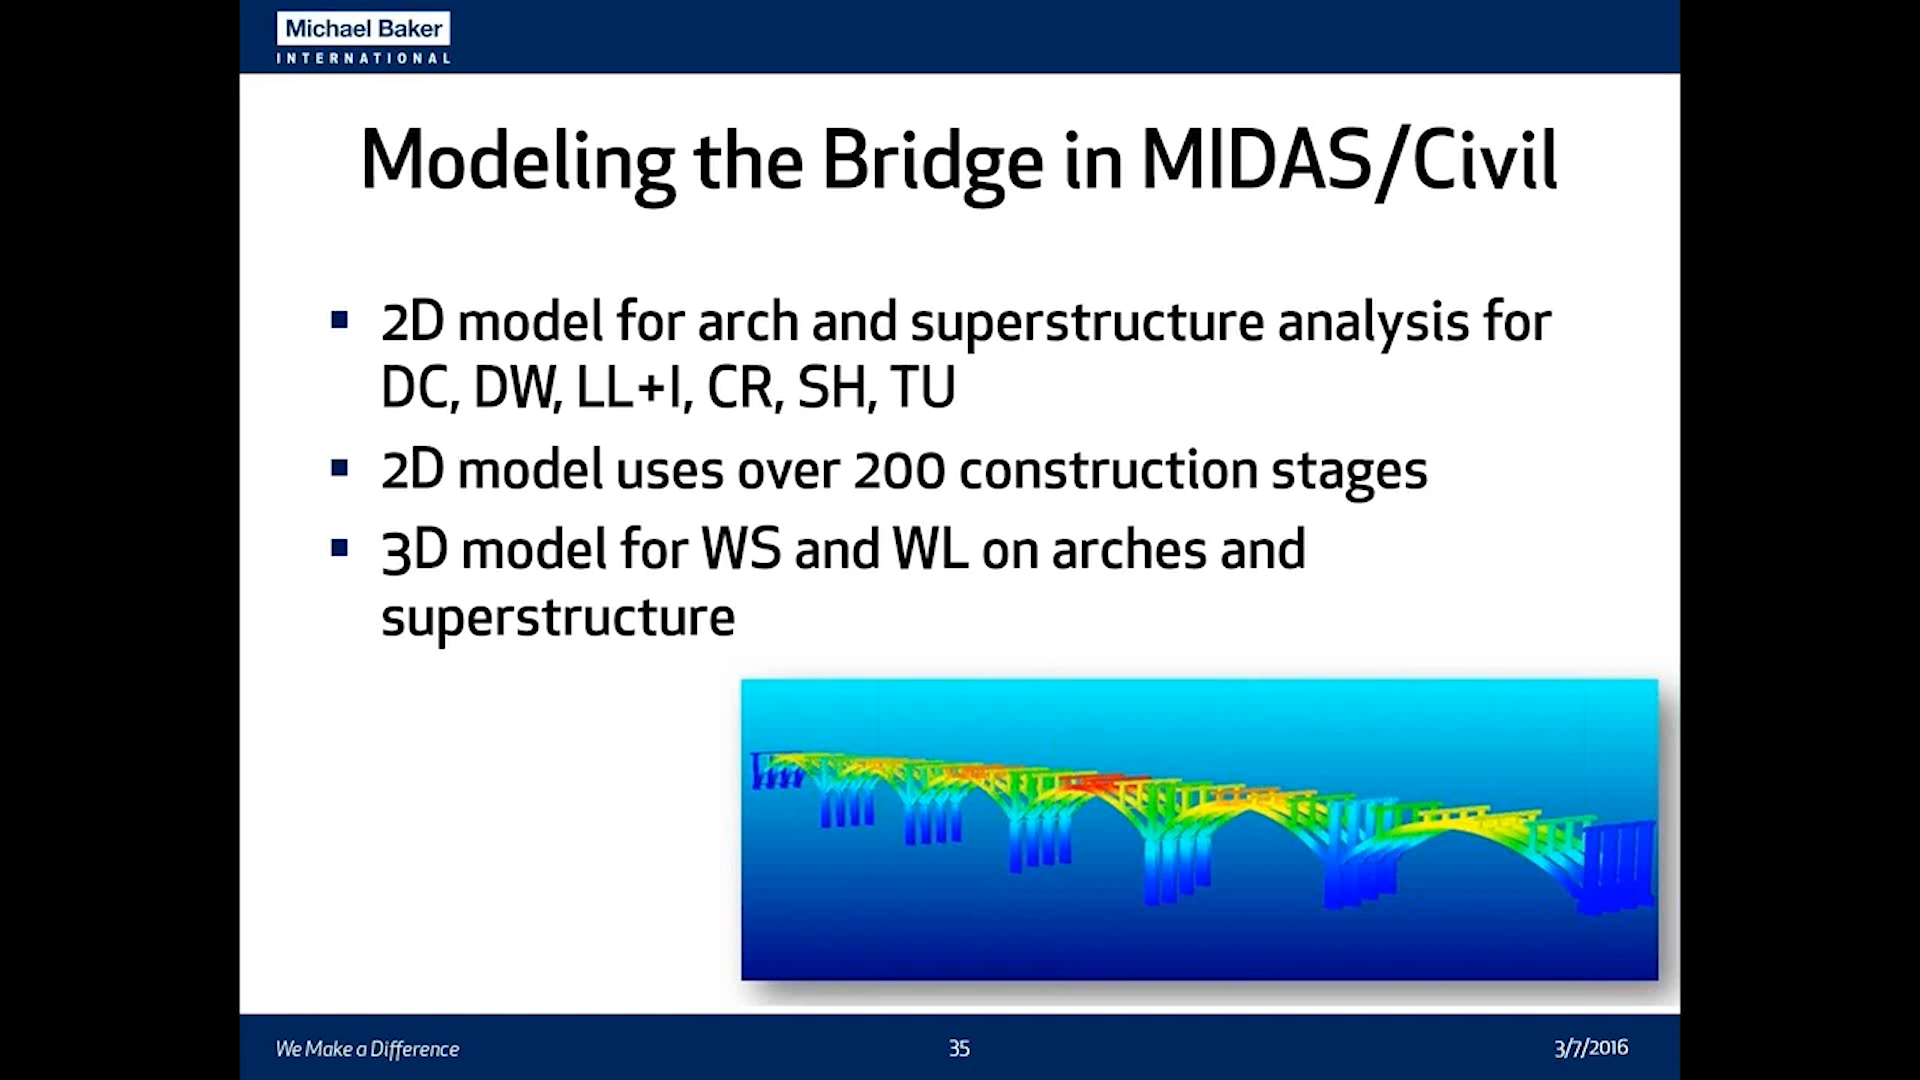 Michael Baker
INTERNATIONAL
Modeling the Bridge in MIDAS/Civil
2D model for arch and superstructure analysis for
DC, DW, LL+I, CR, SH, TU
2D model uses over 200 construction stages
3D model for WS and WL on arches and
superstructure
We Make a Difference
35
3/7/2016